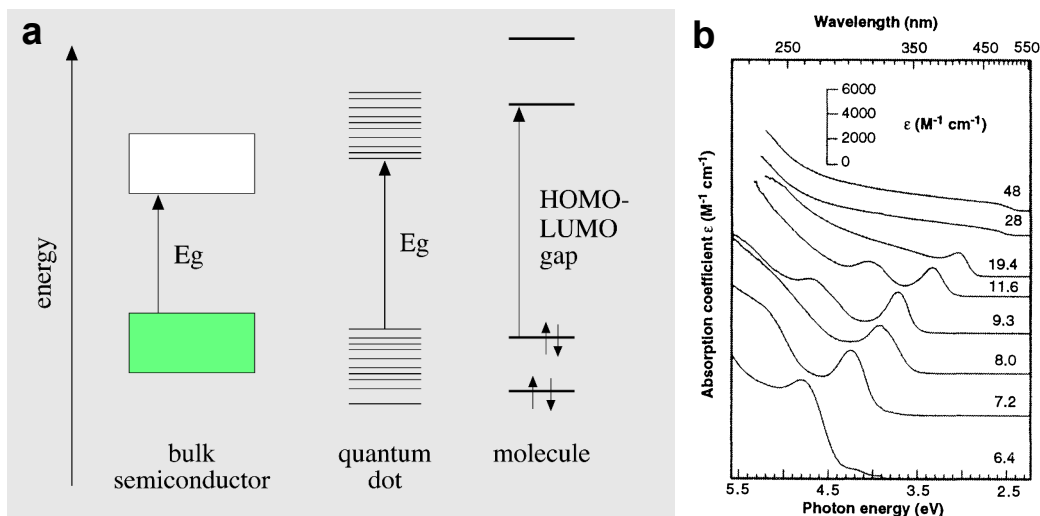 a
energy
Eg
bulk
semiconductor
Eg
quantum
dot
HOMO-
LUMO
gap
molecule
b
Wavelength (nm)
250 350 450 550
6000
4000
2000
0
ε (M⁻¹ cm⁻¹)
Absorption coefficient ε (M⁻¹ cm⁻¹)
48
28
19.4
11.6
9.3
8.0
7.2
6.4
5.5 4.5 3.5 2.5
Photon energy (eV)